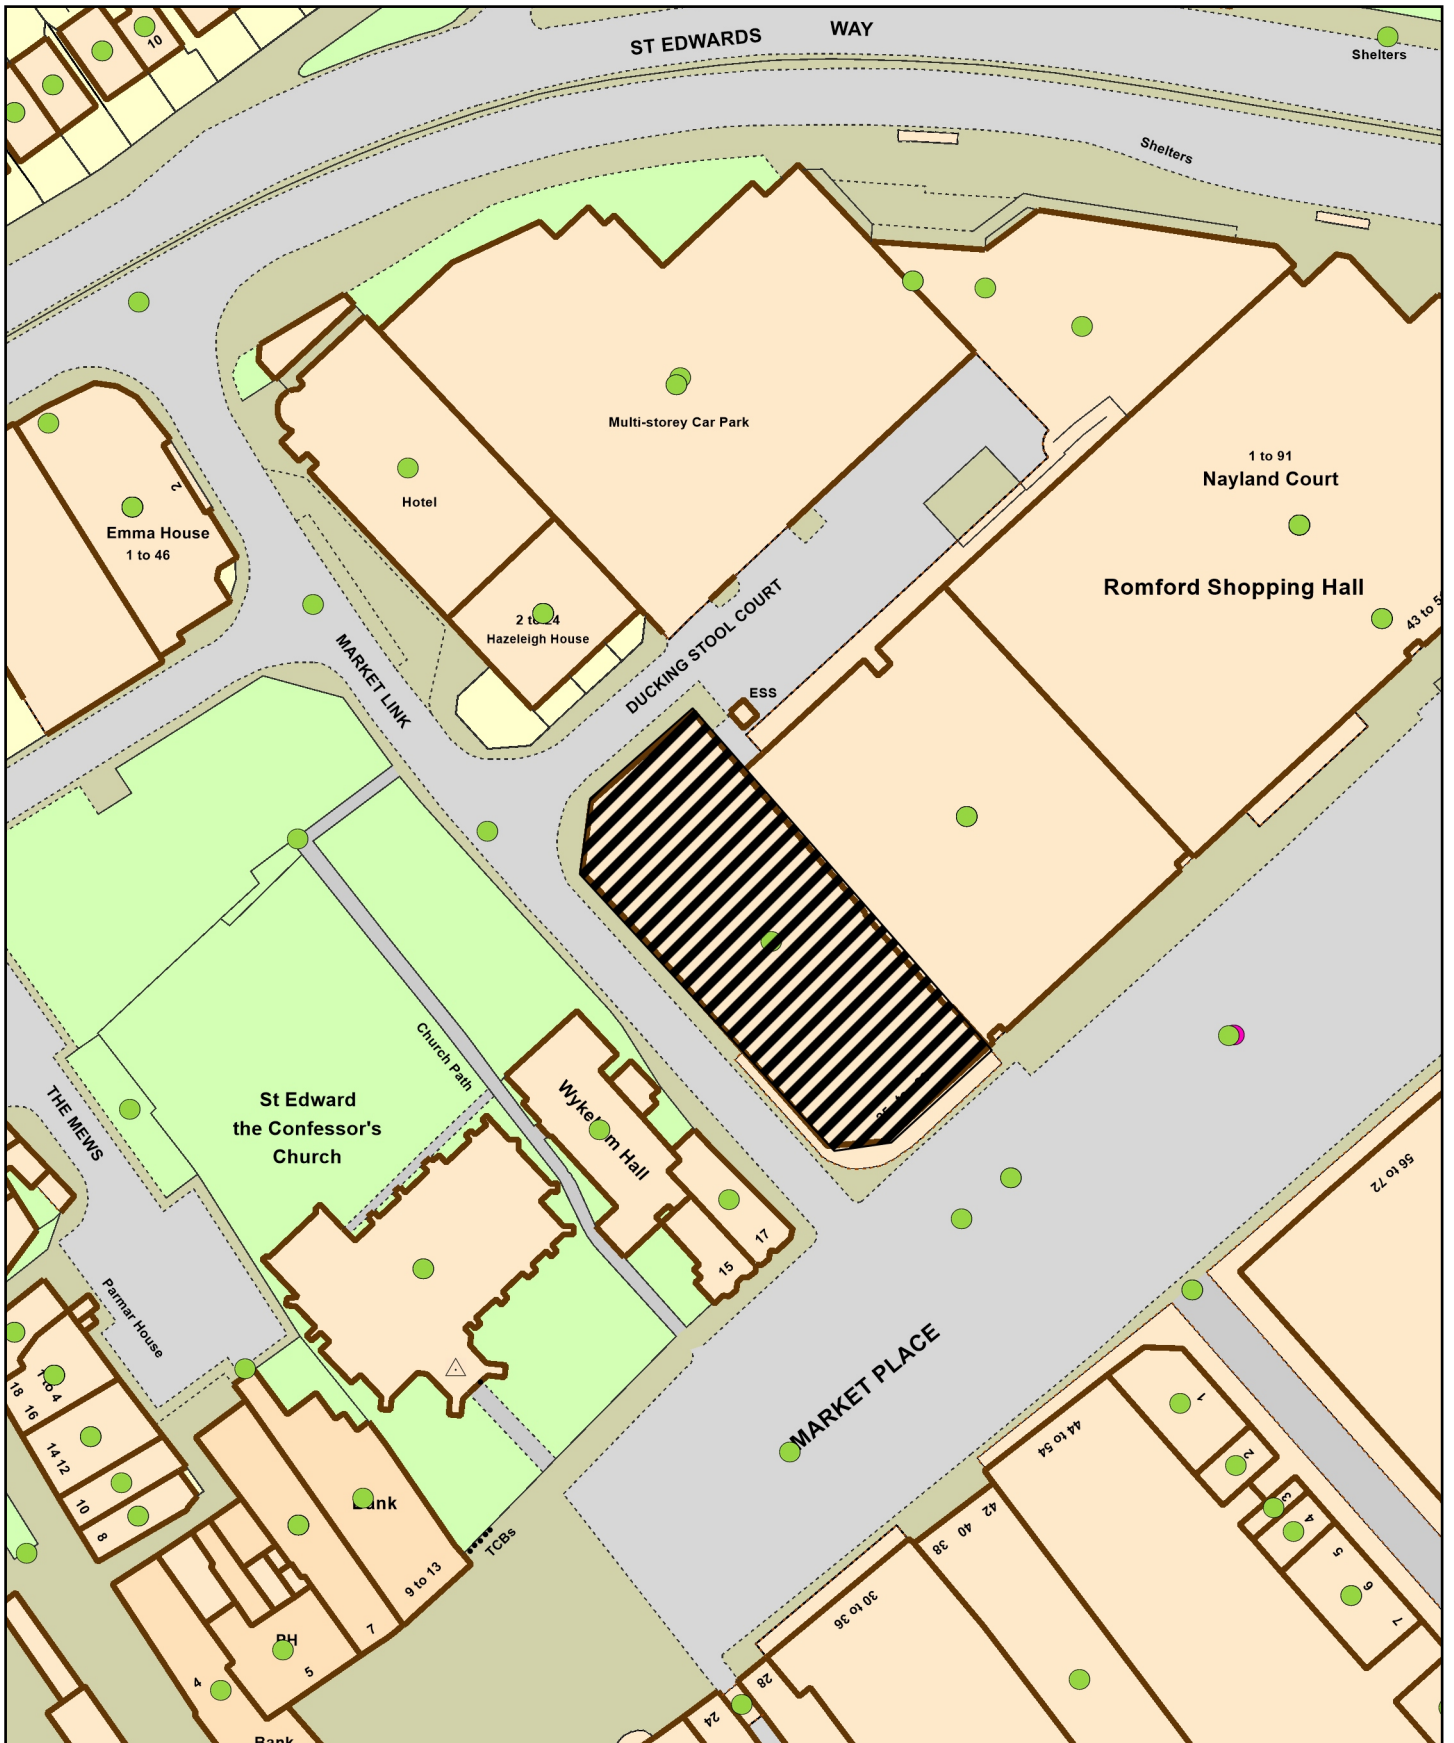 ST EDWARDS WAY
Shelters
10
Shelters
Multi-storey Car Park
1 to 91
Nayland Court
2
Hotel
Emma House
1 to 46
Romford Shopping Hall
43 to
Hazeleigh House
DUCKING STOOL COURT
MARKET LINK
ESS
Church Path
St Edward
the Confessor's
Church
THE MEWS
Hall
56 to 72
17
15
Parmar House
MARKET PLACE
18
16
14
12
10
8
1
2
3
4
5
6
7
44 to 54
42
40
38
30 to 36
28
24
TCBs
9 to 13
7
PH
5
4
Bank